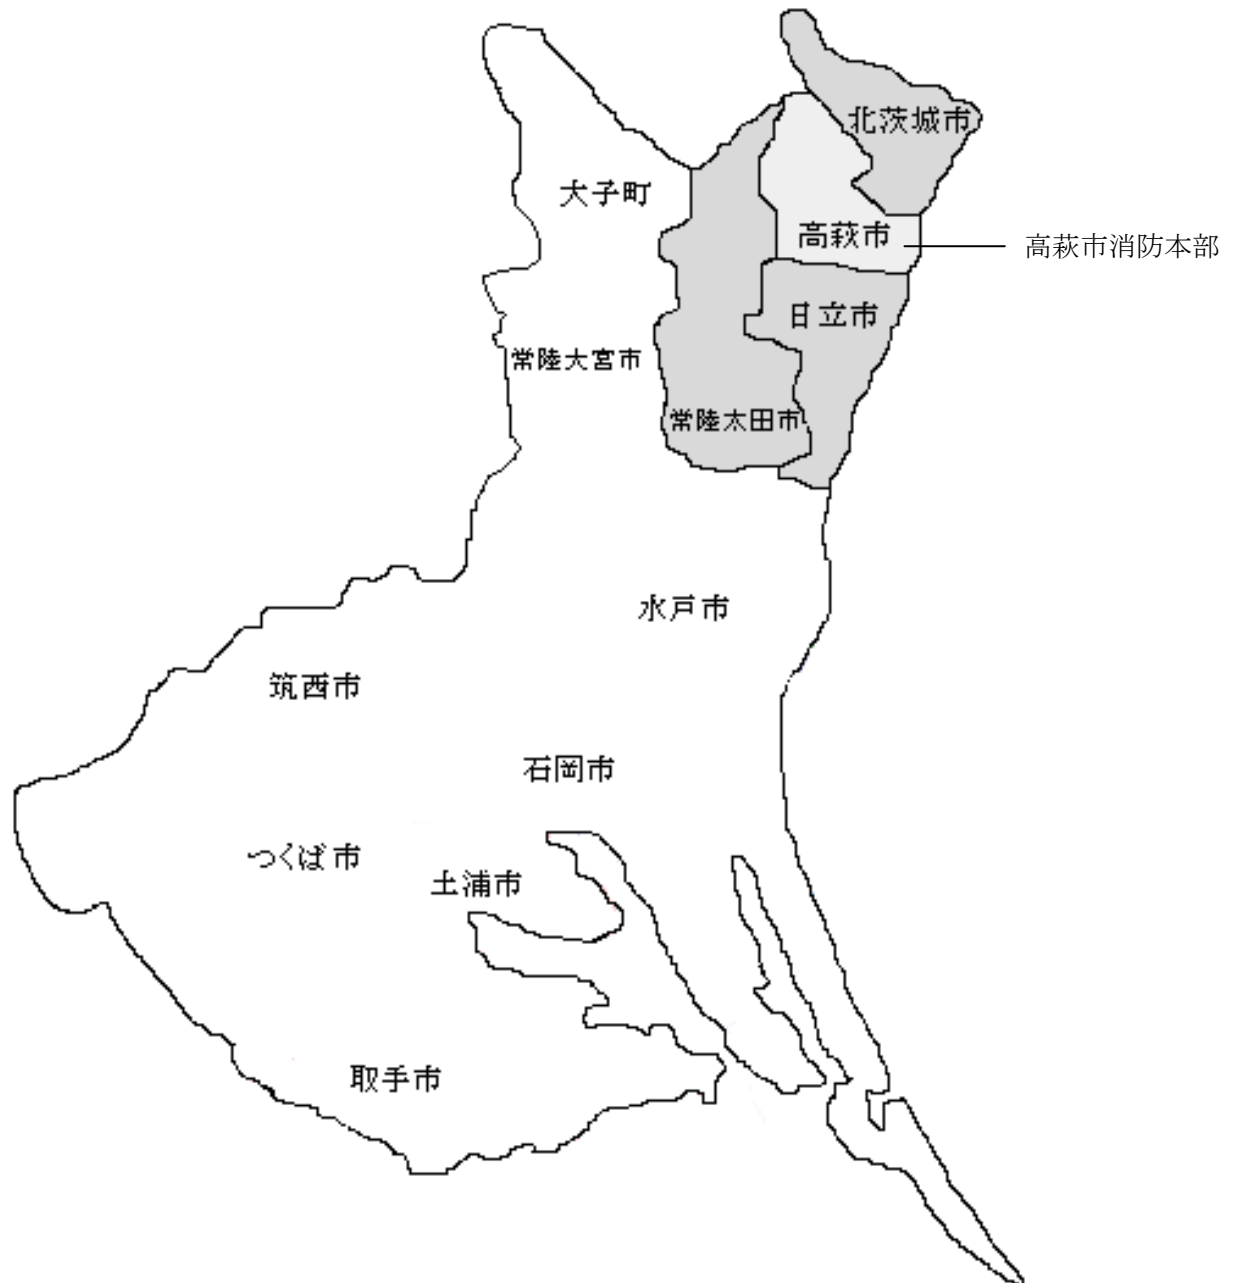 北茨城市
大子町
高萩市
高萩市消防本部
日立市
常陸大宮市
常陸太田市
水戸市
筑西市
石岡市
つくば市
土浦市
取手市